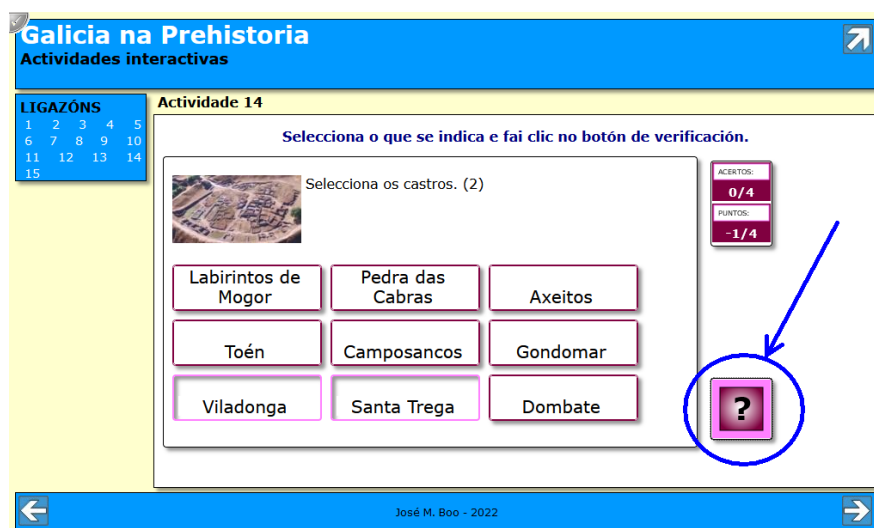 Galicia na Prehistoria
Actividades interactivas
LIGAZÓNS
1 2 3 4 5
6 7 8 9 10
11 12 13 14
15
Actividade 14
Selecciona o que se indica e fai clic no botón de verificación.
Selecciona os castros. (2)
ACERTOS:
0/4
PUNTOS:
-1/4
Labirintos de
Mogor
Pedra das
Cabras
Axeitos
Toén
Camposancos
Gondomar
Viladonga
Santa Trega
Dombate
?
José M. Boo - 2022